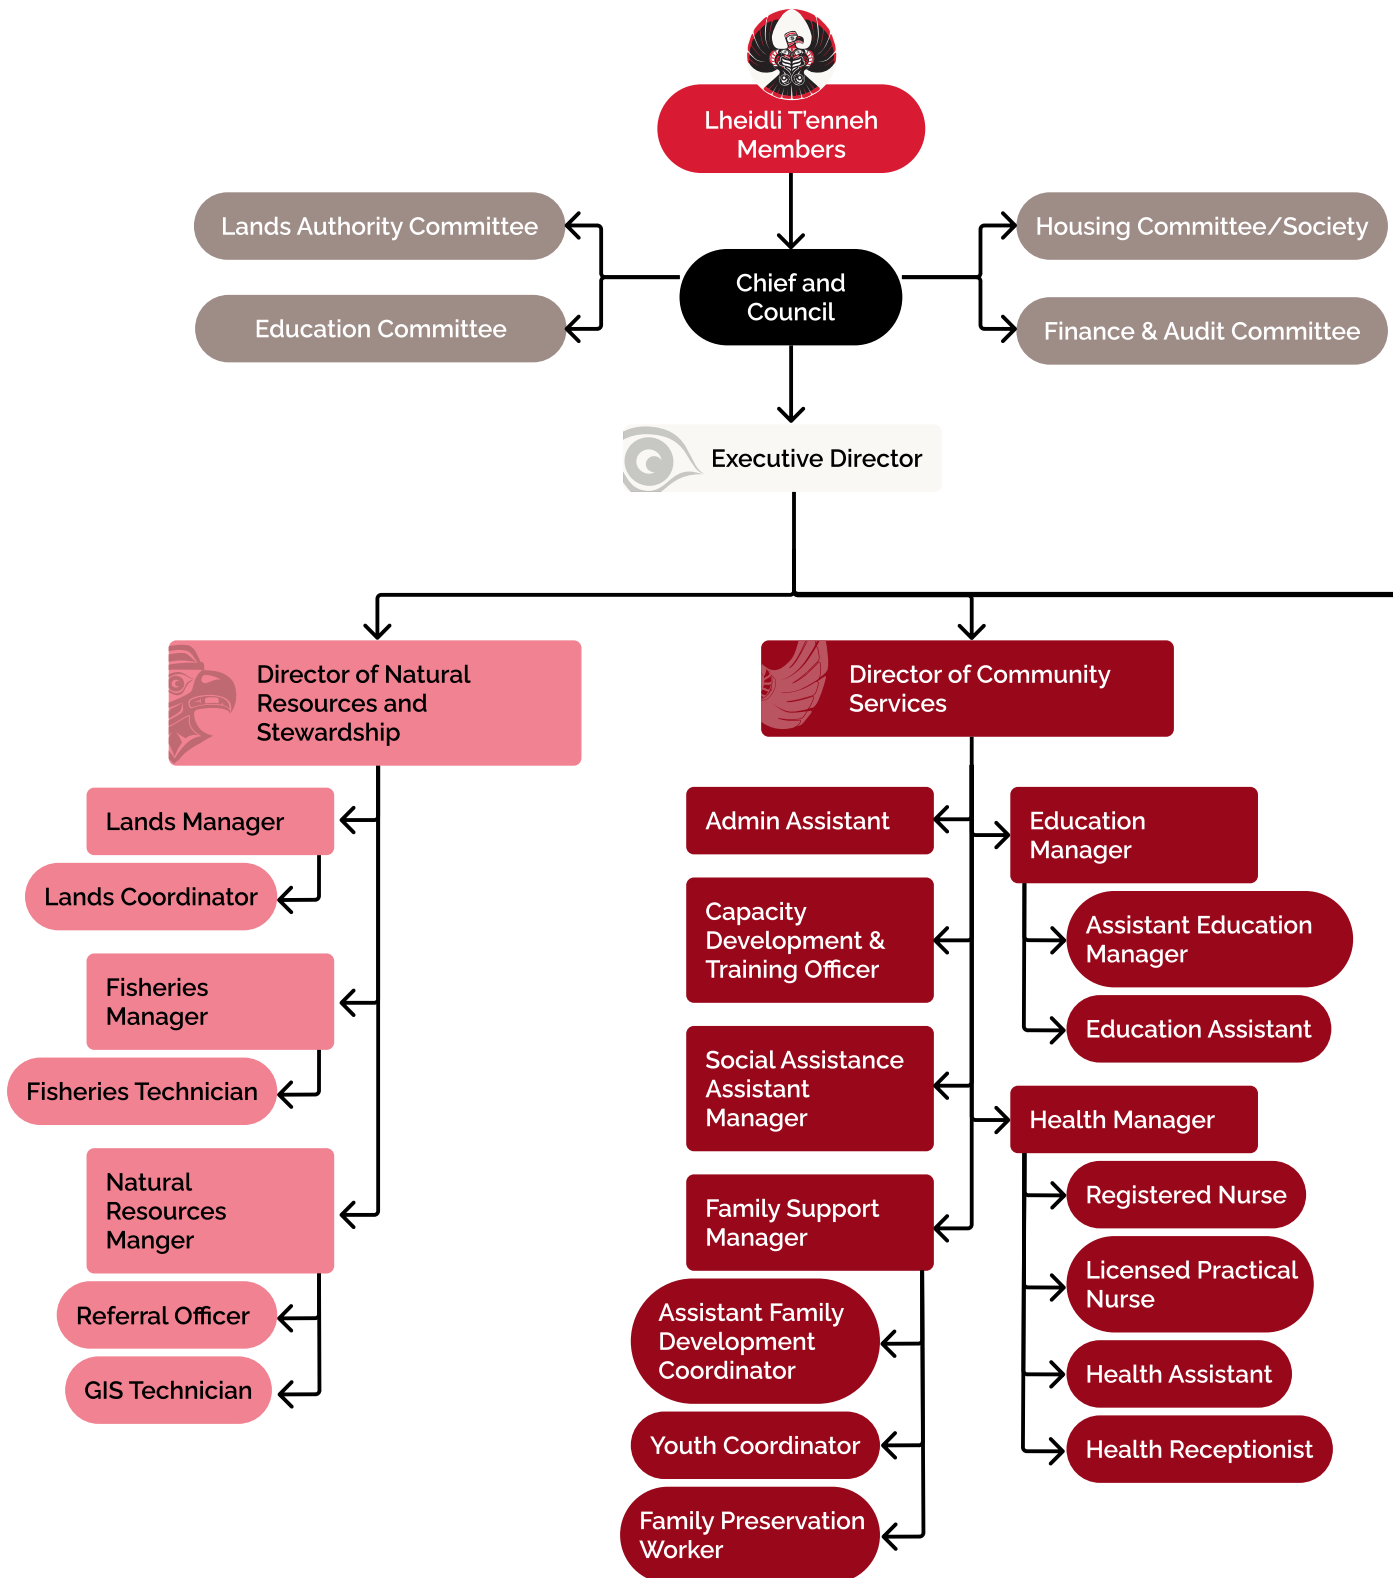 Lheidli T'enneh
Members
Lands Authority Committee
Housing Committee/Society
Chief and
Council
Education Committee
Finance & Audit Committee
Executive Director
Director of Natural
Resources and
Stewardship
Lands Manager
Lands Coordinator
Fisheries
Manager
Fisheries Technician
Natural
Resources
Manger
Referral Officer
GIS Technician
Director of Community
Services
Admin Assistant
Capacity
Development &
Training Officer
Social Assistance
Assistant
Manager
Family Support
Manager
Assistant Family
Development
Coordinator
Youth Coordinator
Family Preservation
Worker
Education
Manager
Assistant Education
Manager
Education Assistant
Health Manager
Registered Nurse
Licensed Practical
Nurse
Health Assistant
Health Receptionist